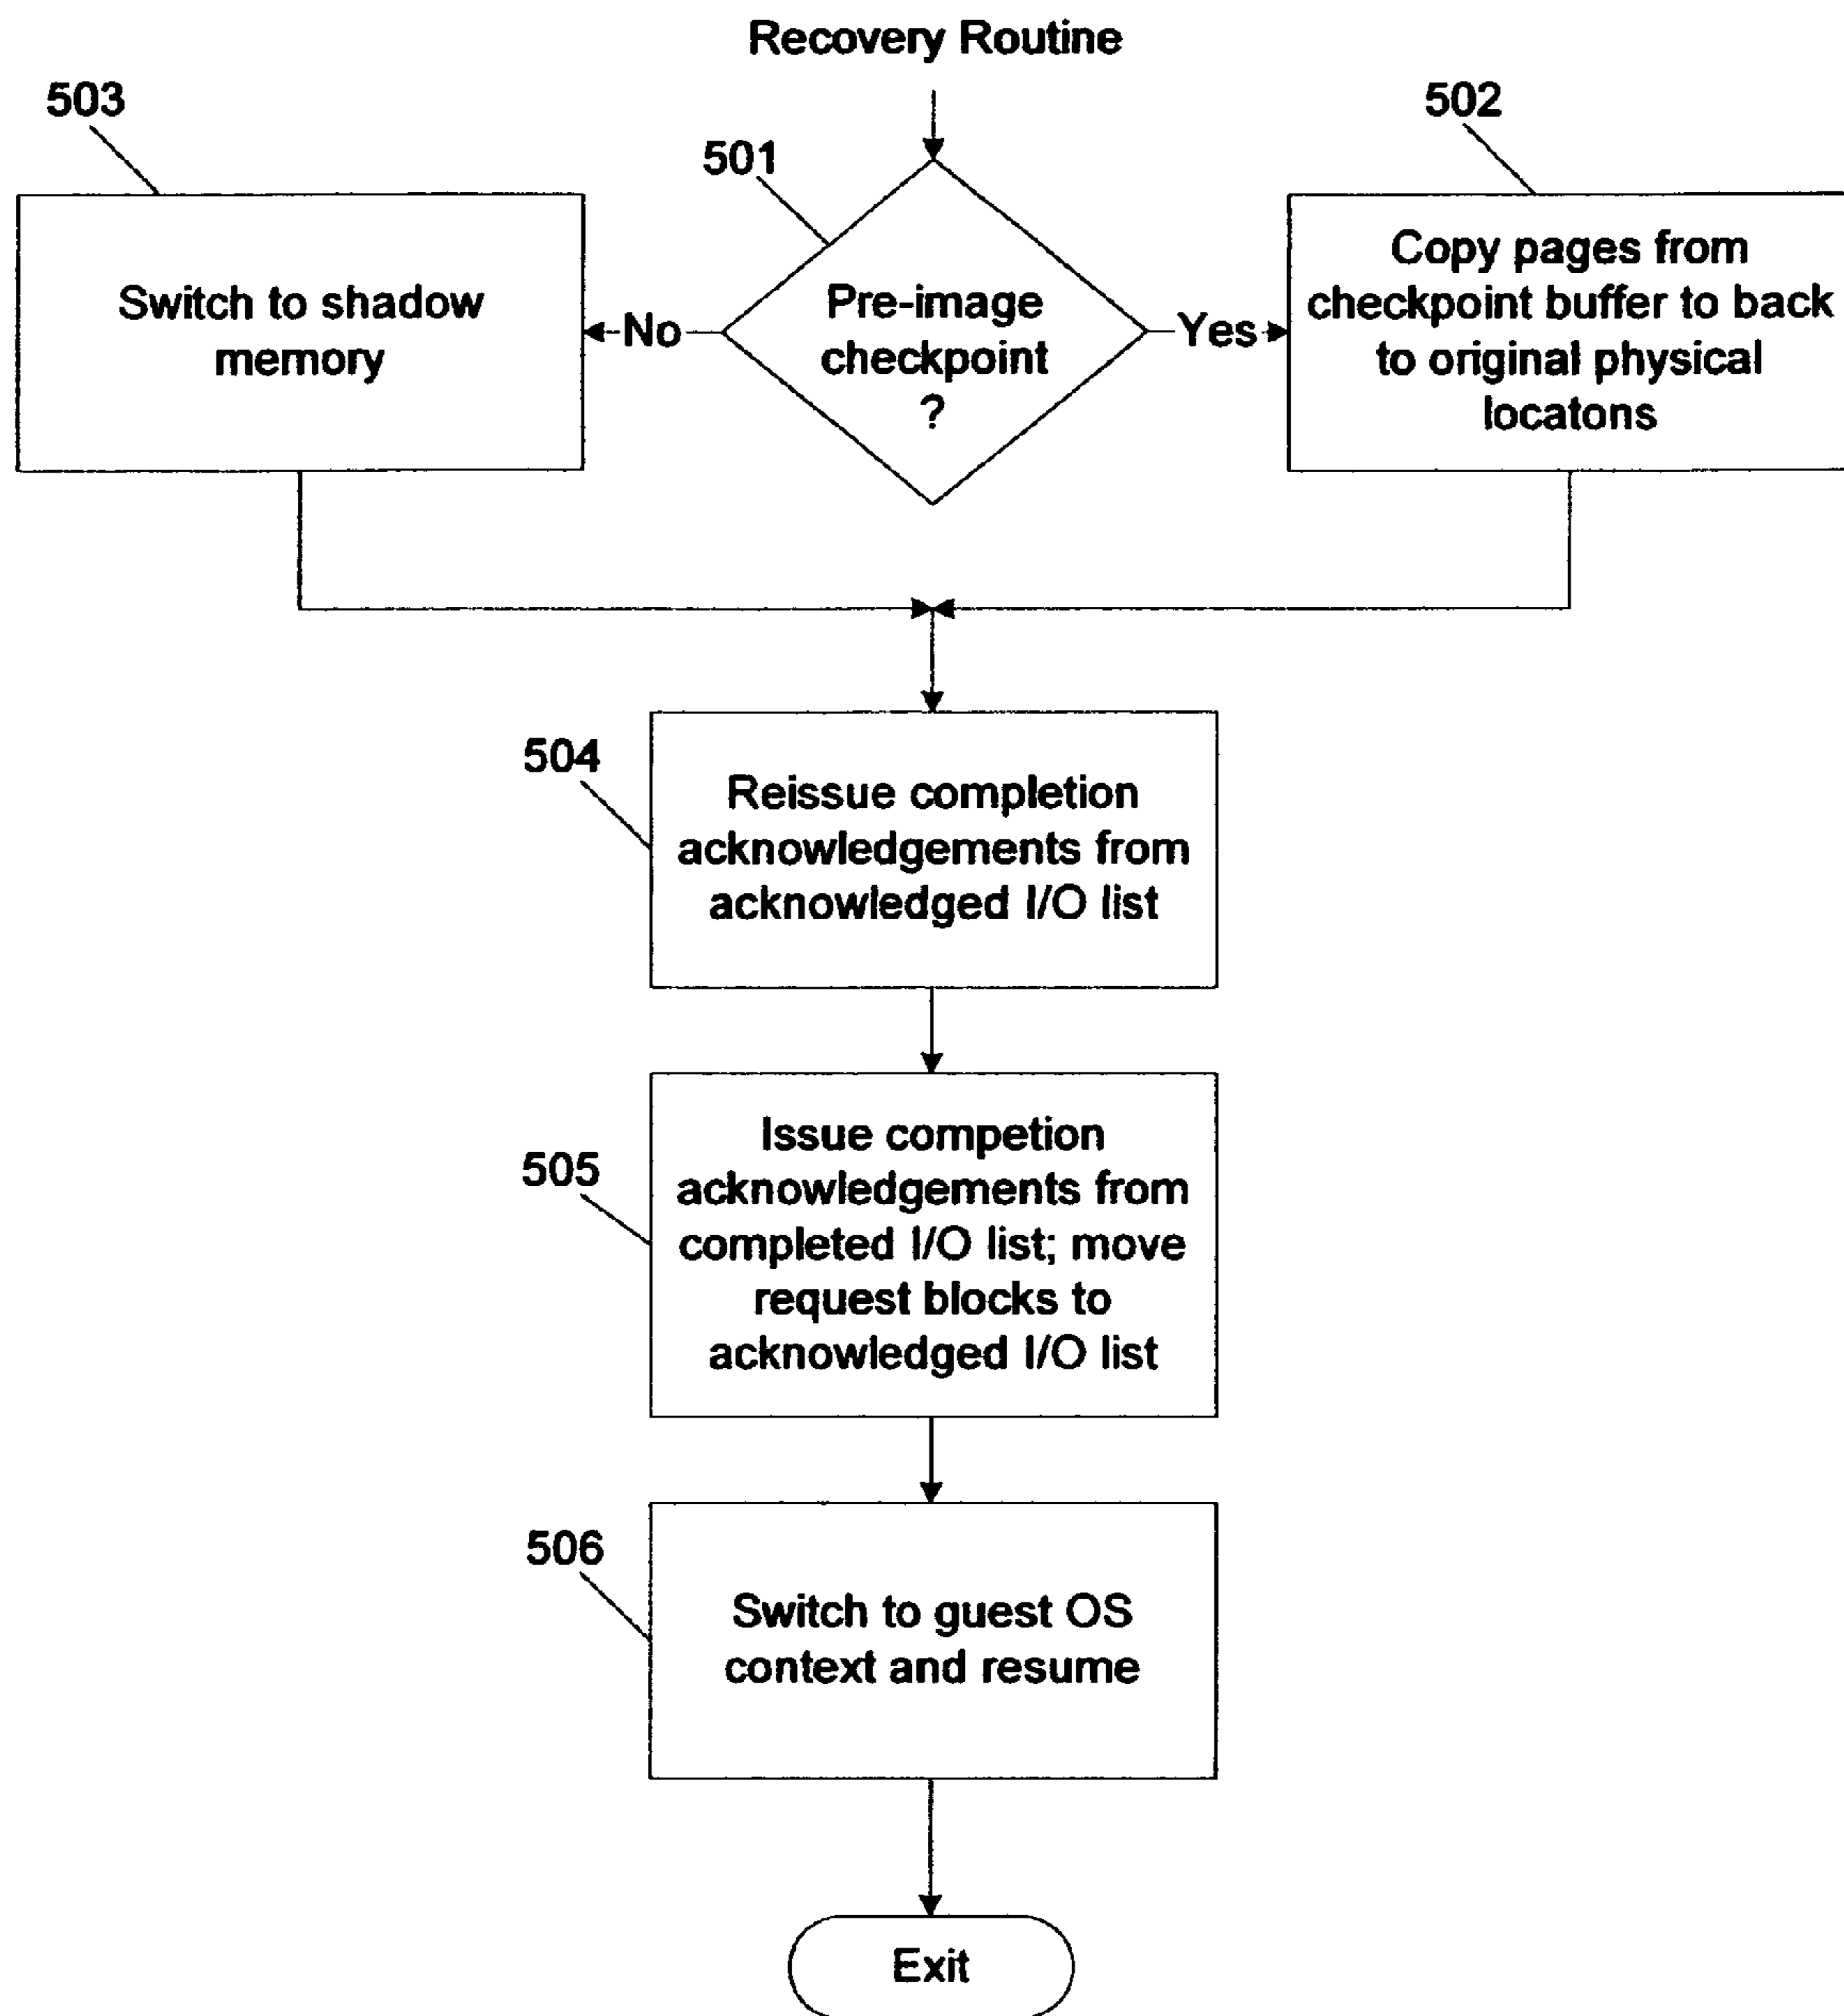 Recovery Routine
503
502
501
Switch to shadow
memory
No
Pre-image
checkpoint
?
Yes
Copy pages from
checkpoint buffer to back
to original physical
locatons
504
Reissue completion
acknowledgements from
acknowledged I/O list
505
Issue competion
acknowledgements from
completed I/O list; move
request blocks to
acknowledged I/O list
506
Switch to guest OS
context and resume
Exit